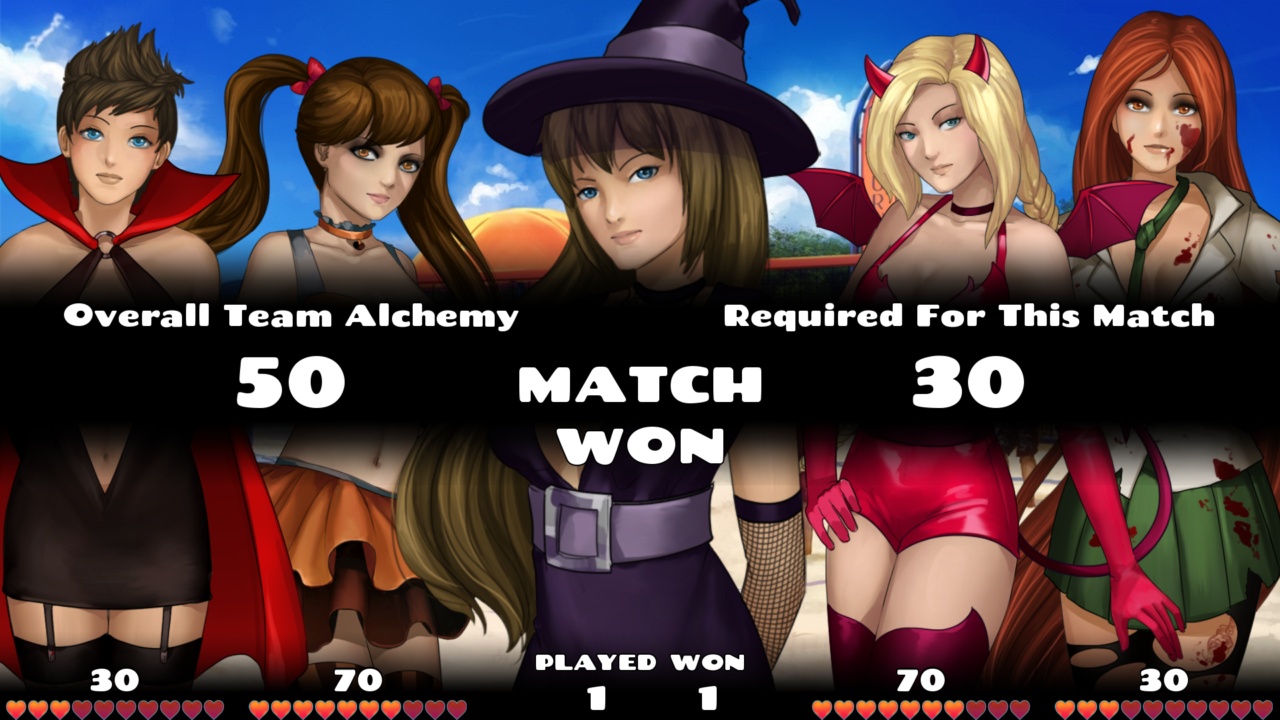 Overall Team Alchemy
Required For This Match
50
MATCH
WON
30
PLAYED WON
30
70
1
1
70
30